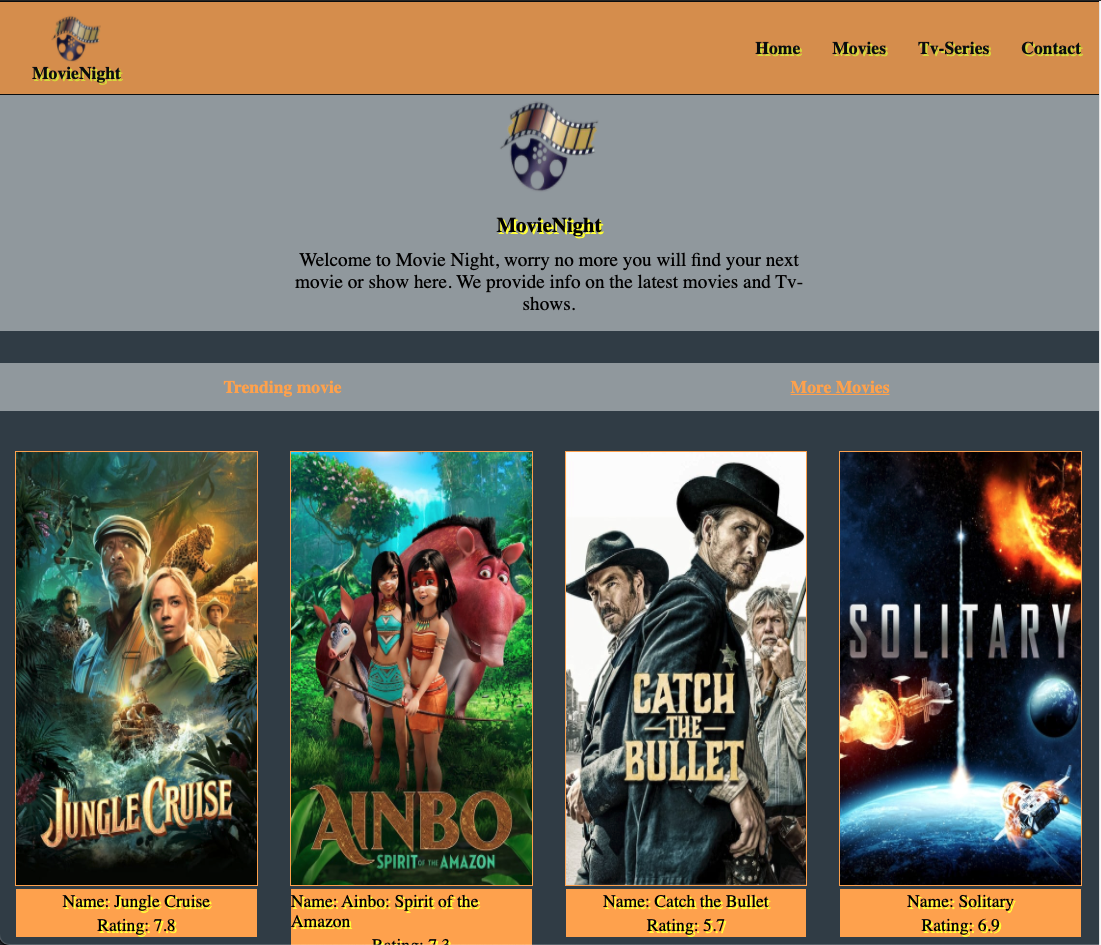 MovieNight
Home Movies Tv-Series Contact
MovieNight
Welcome to Movie Night, worry no more you will find your next
movie or show here. We provide info on the latest movies and Tv-
shows.
Trending movie
More Movies
JUNGLE CRUISE
AINBO
SPIRIT OF THE AMAZON
CATCH
THE
BULLET
SOLITARY
Name: Jungle Cruise
Rating: 7.8
Name: Ainbo: Spirit of the
Amazon
Rating: 7.3
Name: Catch the Bullet
Rating: 5.7
Name: Solitary
Rating: 6.9